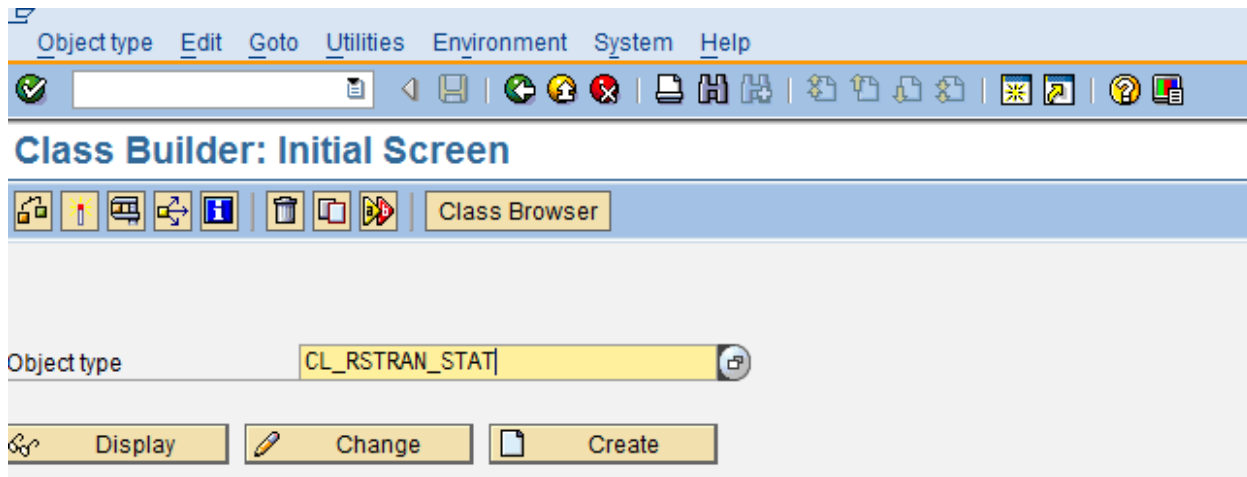 Object type Edit Goto Utilities Environment System Help
Class Builder: Initial Screen
Class Browser
Object type CL_RSTRAN_STAT
Display Change Create